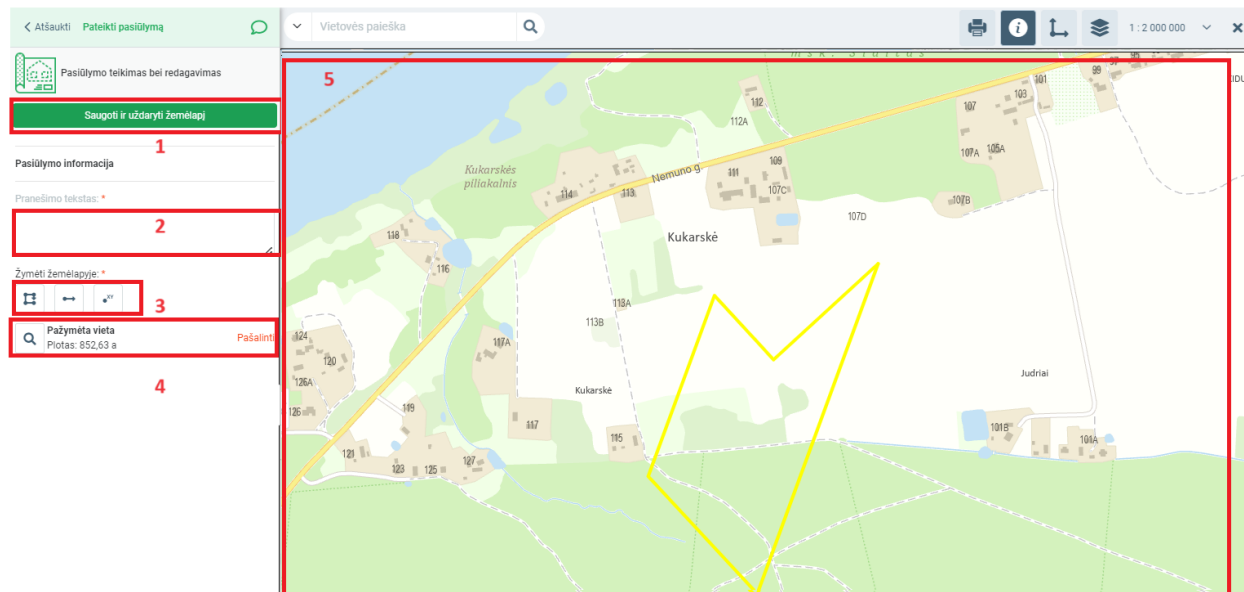 Atšaukti Pateikti pasiūlymą
Vietovės paieška
1 : 2 000 000
Pasiūlymo teikimas bei redagavimas
Saugoti ir uždaryti žemėlapį
1
Pasiūlymo informacija
Pranešimo tekstas: *
2
Žymėti žemėlapyje: *
XY
3
Pažymėta vieta
Plotas: 852,63 a
Pašalinti
4
5
97
95
99
101
103
107
112
112A
107A
105A
109
111
107C
107B
107D
Kukarskės
piliakalnis
Nemuno g.
114
113
118
116
Kukarskė
113A
113B
124
117A
120
126A
Kukarskė
Judriai
126
119
117
115
101B
101A
121
123
125
127